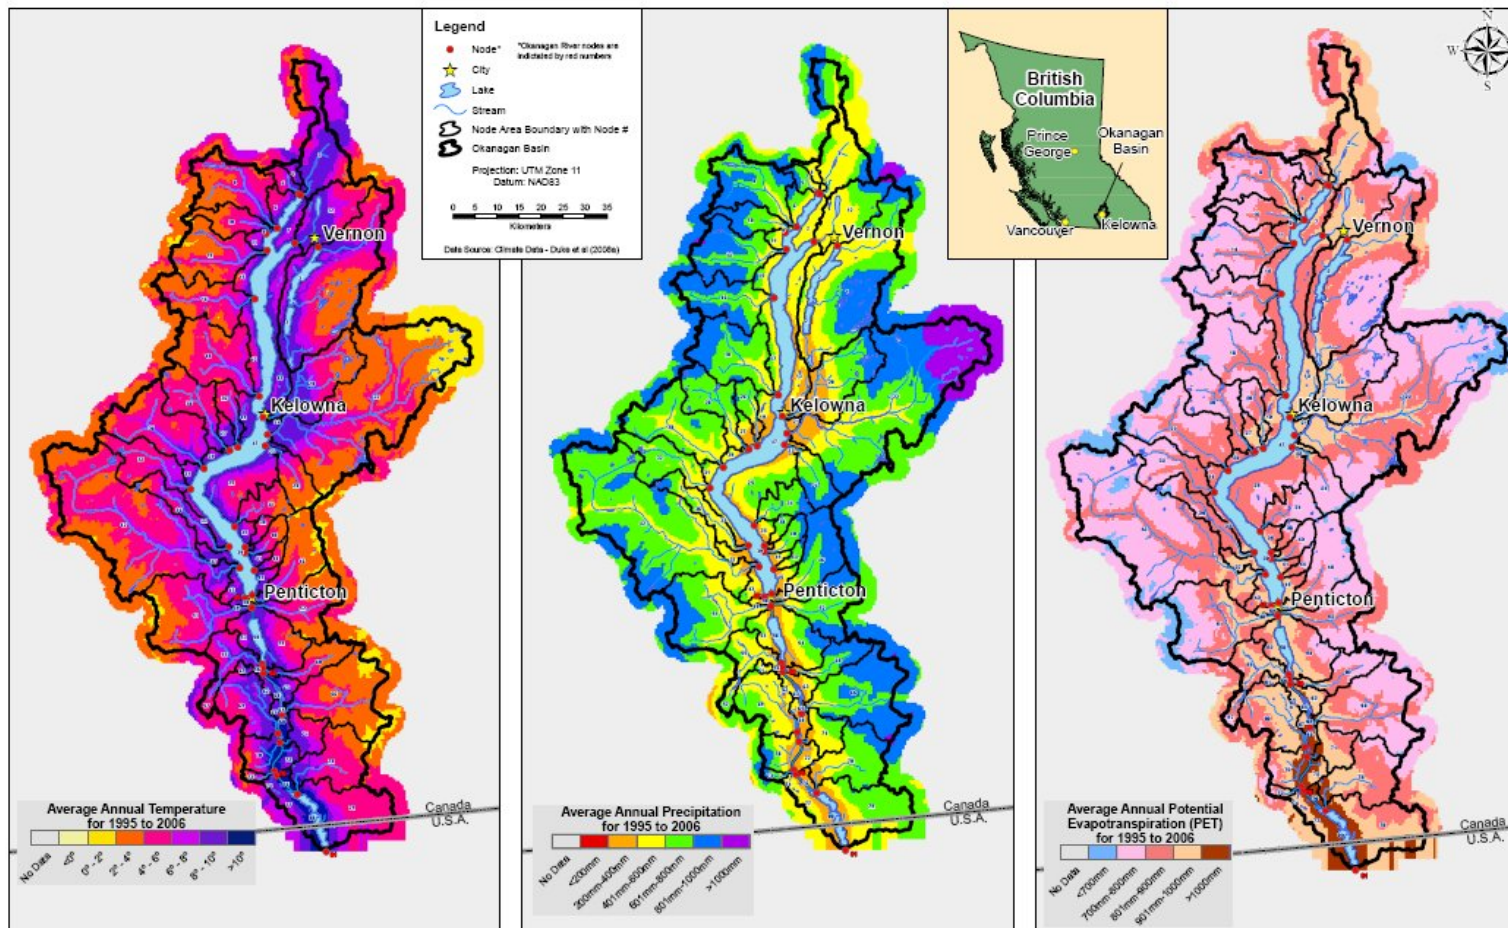 Legend
Node*
*Okanagan River nodes are
indictated by red numbers
City
Lake
Stream
Node Area Boundary with Node #
Okanagan Basin
Projection: UTM Zone 11
Datum: NAD83
0 5 10 15 20 25 30 35
Kilometers
Data Source: Climate Data - Duke et al (2008a)
British
Columbia
Prince
George
Okanagan
Basin
Vancouver
Kelowna
N
W
S
Vernon
Kelowna
Penticton
Canada
U.S.A.
Average Annual Temperature
for 1995 to 2006
No Data
<0°
0° - 2°
2° - 4°
4° - 6°
6° - 8°
8° - 10°
>10°
Vernon
Kelowna
Penticton
Canada
U.S.A.
Average Annual Precipitation
for 1995 to 2006
No Data
<200mm
200mm-400mm
401mm-600mm
601mm-800mm
801mm-1000mm
>1000mm
Vernon
Kelowna
Penticton
Canada
U.S.A.
Average Annual Potential
Evapotranspiration (PET)
for 1995 to 2006
No Data
<700mm
700mm-800mm
801mm-900mm
901mm-1000mm
>1000mm